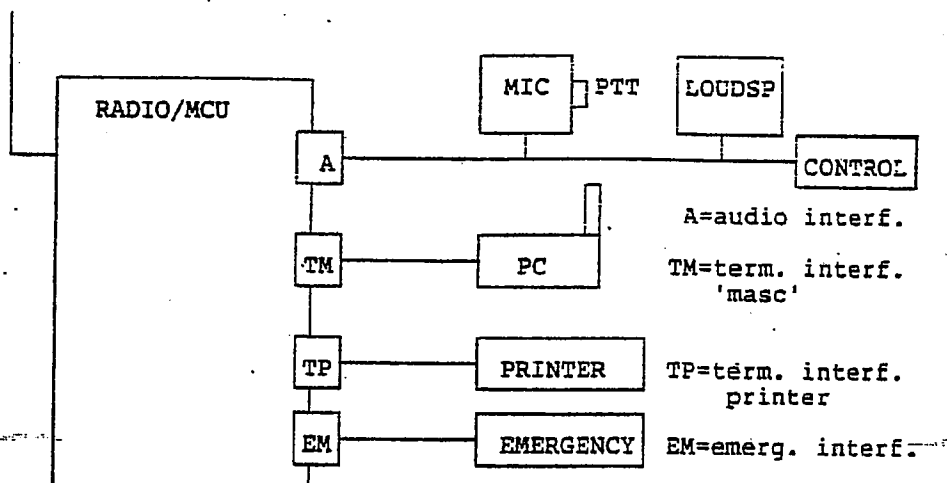 MIC PTT LOUDSP
RADIO/MCU
A CONTROL
A=audio interf.
TM PC TM=term. interf.
'masc'
TP PRINTER TP=term. interf.
printer
EM EMERGENCY EM=emerg. interf.